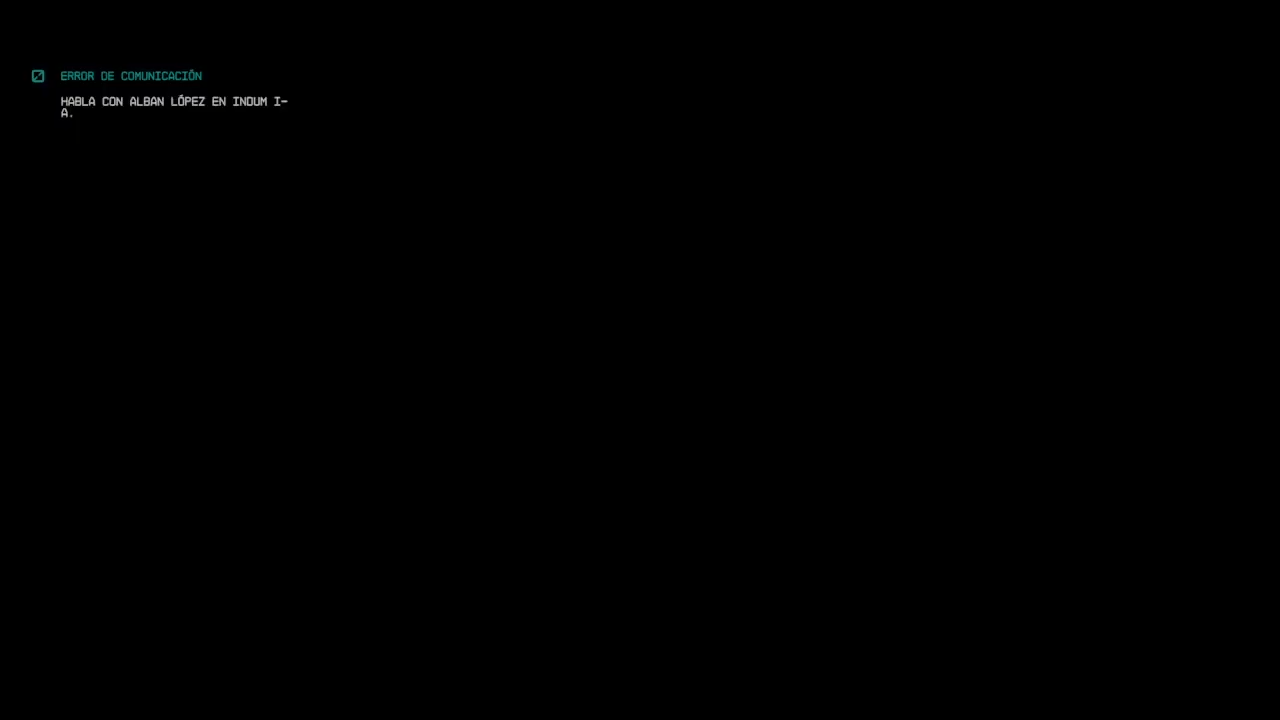 ERROR DE COMUNICACIÓN
HABLA CON ALBAN LÓPEZ EN INDUM I-
A.